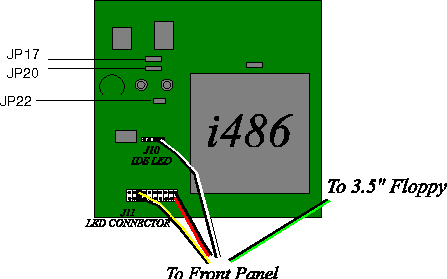 JP17
JP20
JP22
i486
J10
IDE LED
To 3.5" Floppy
J11
LED CONNECTOR
To Front Panel